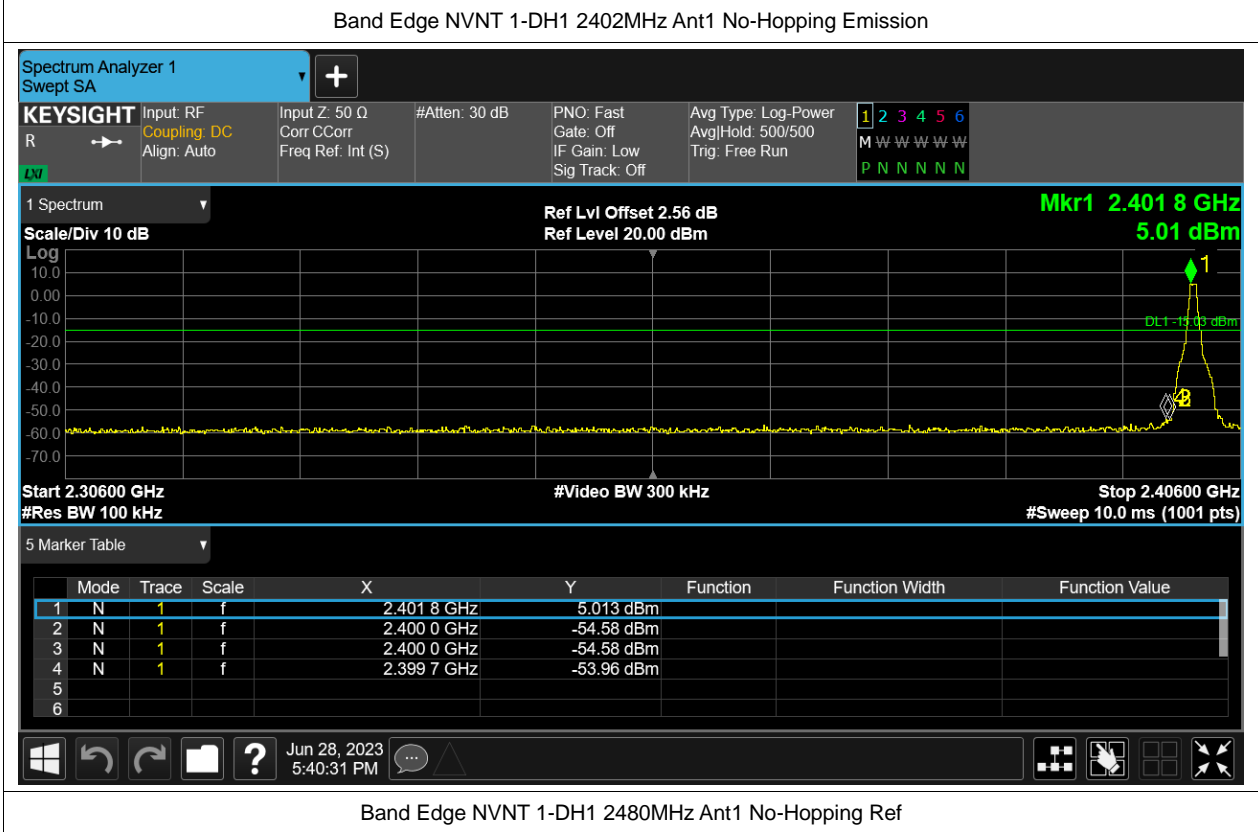 Band Edge NVNT 1-DH1 2402MHz Ant1 No-Hopping Emission
Spectrum Analyzer 1
Swept SA
KEYSIGHT
R
LXI
Input: RF
Coupling: DC
Align: Auto
Input Z: 50 Ω
Corr CCorr
Freq Ref: Int (S)
#Atten: 30 dB
PNO: Fast
Gate: Off
IF Gain: Low
Sig Track: Off
Avg Type: Log-Power
Avg|Hold: 500/500
Trig: Free Run
1 2 3 4 5 6
M W W W W W
P N N N N N
1 Spectrum
Scale/Div 10 dB
Ref Lvl Offset 2.56 dB
Ref Level 20.00 dBm
Mkr1 2.401 8 GHz
5.01 dBm
Log
1
10.0
0.00
-10.0
DL1 -15.03 dBm
-20.0
-30.0
-40.0
-50.0
-60.0
-70.0
Start 2.30600 GHz
#Video BW 300 kHz
Stop 2.40600 GHz
#Res BW 100 kHz
#Sweep 10.0 ms (1001 pts)
5 Marker Table
Mode Trace Scale X Y Function Function Width Function Value
1 N 1 f 2.401 8 GHz 5.013 dBm
2 N 1 f 2.400 0 GHz -54.58 dBm
3 N 1 f 2.400 0 GHz -54.58 dBm
4 N 1 f 2.399 7 GHz -53.96 dBm
5
6
?
Jun 28, 2023
5:40:31 PM
Band Edge NVNT 1-DH1 2480MHz Ant1 No-Hopping Ref